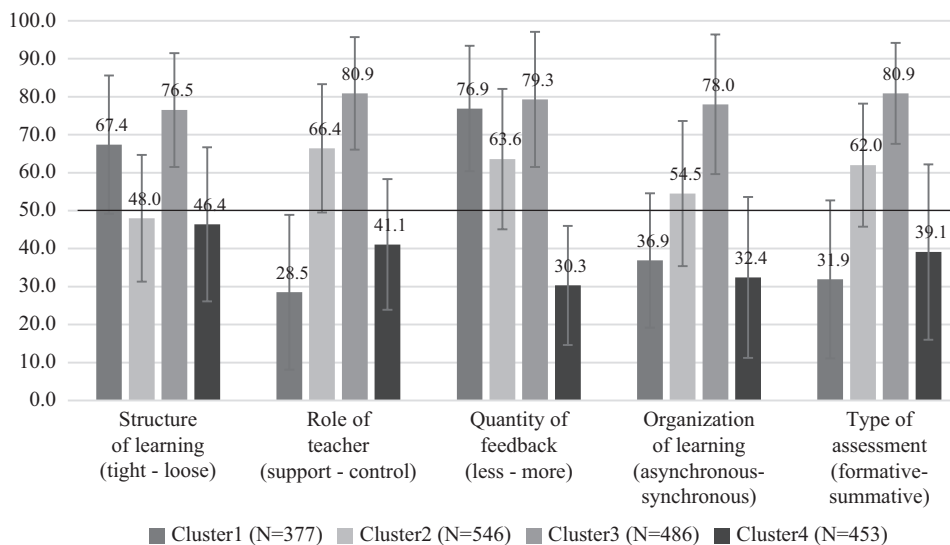 100.0
90.0
80.0
70.0
60.0
50.0
40.0
30.0
20.0
10.0
0.0
67.4
48.0
76.5
46.4
28.5
66.4
80.9
41.1
76.9
63.6
79.3
30.3
36.9
54.5
78.0
32.4
31.9
62.0
80.9
39.1
Structure
of learning
(tight - loose)
Role of
teacher
(support - control)
Quantity of
feedback
(less - more)
Organization
of learning
(asynchronous-
synchronous)
Type of
assessment
(formative-
summative)
Cluster1 (N=377) Cluster2 (N=546) Cluster3 (N=486) Cluster4 (N=453)